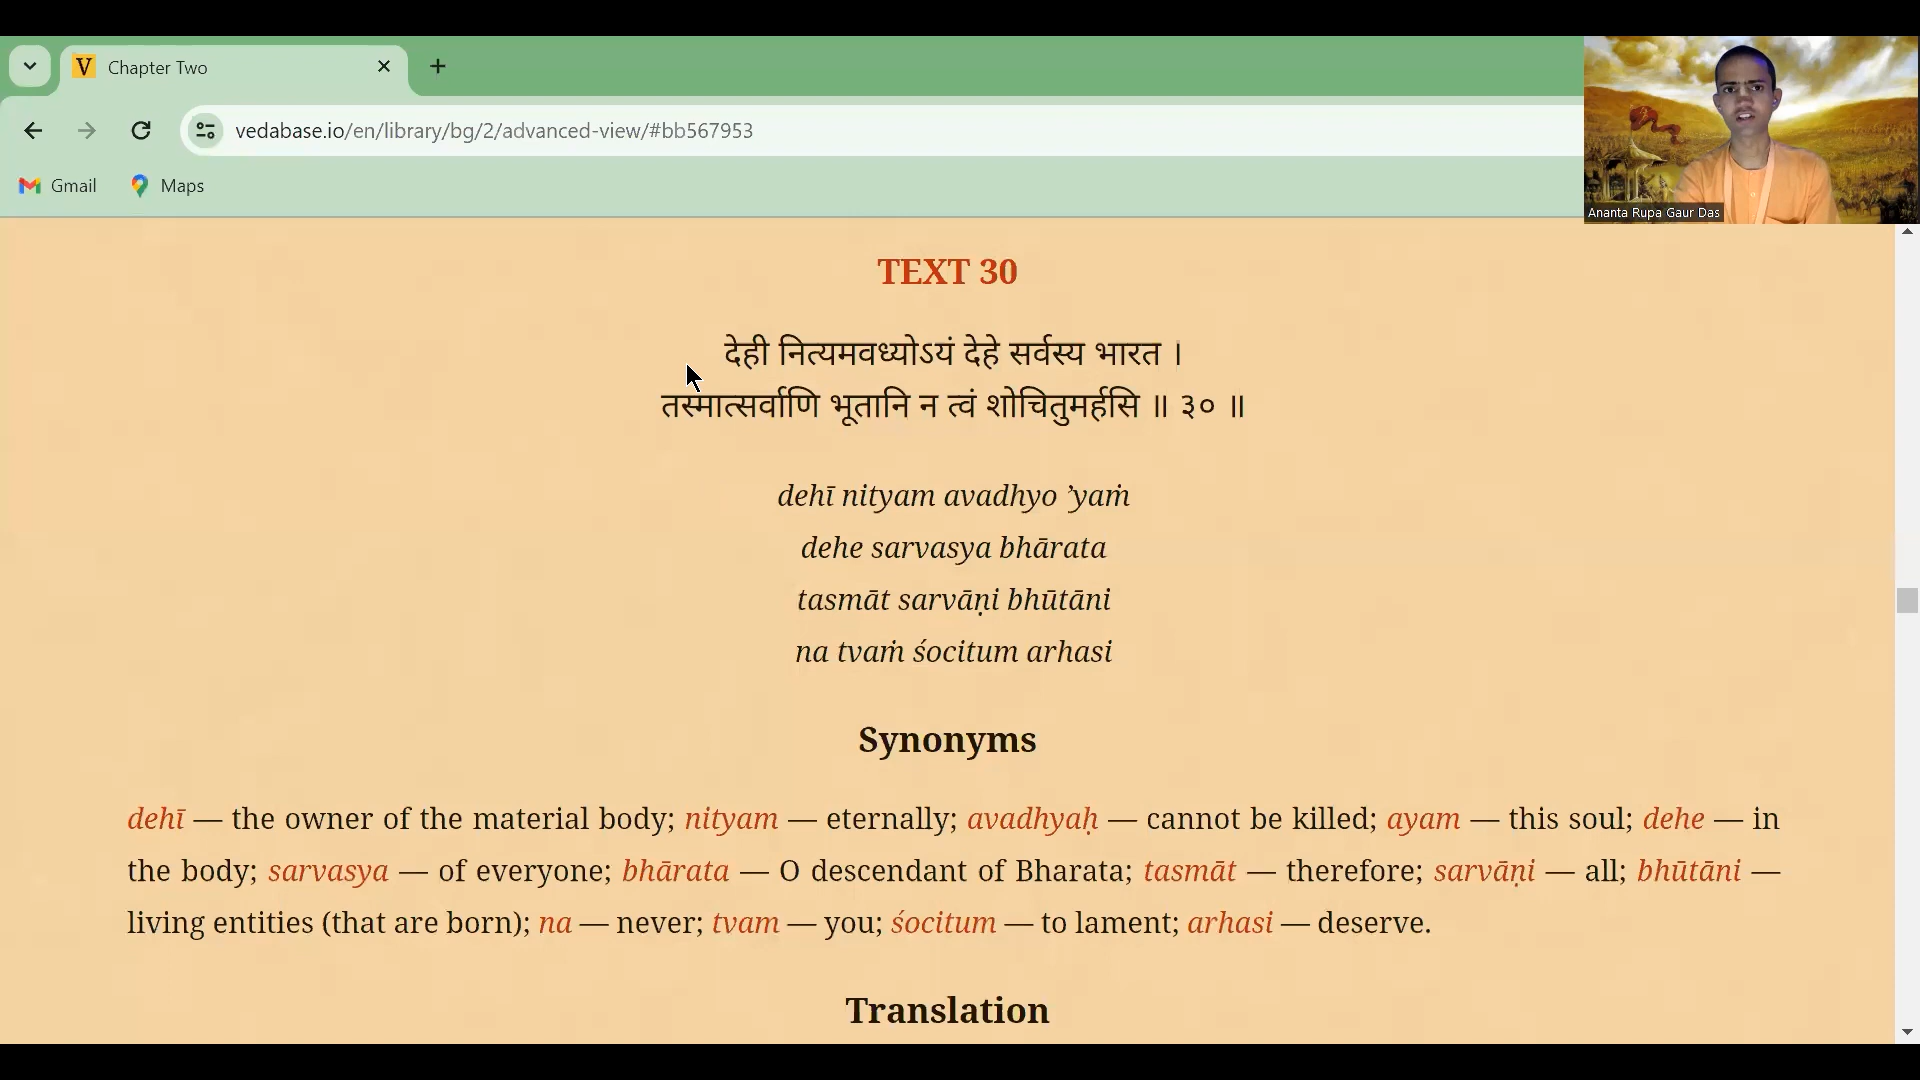 Chapter Two
vedabase.io/en/library/bg/2/advanced-view/#bb567953
Gmail
Maps
Ananta Rupa Gaur Das
TEXT 30
देही नित्यमवध्योऽयं देहे सर्वस्य भारत ।
तस्मात्सर्वाणि भूतानि न त्वं शोचितुमर्हसि ॥ ३० ॥
dehī nityam avadhyo ’yaṁ
dehe sarvasya bhārata
tasmāt sarvāṇi bhūtāni
na tvaṁ śocitum arhasi
Synonyms
dehī — the owner of the material body; nityam — eternally; avadhyaḥ — cannot be killed; ayam — this soul; dehe — in
the body; sarvasya — of everyone; bhārata — O descendant of Bharata; tasmāt — therefore; sarvāṇi — all; bhūtāni —
living entities (that are born); na — never; tvam — you; śocitum — to lament; arhasi — deserve.
Translation